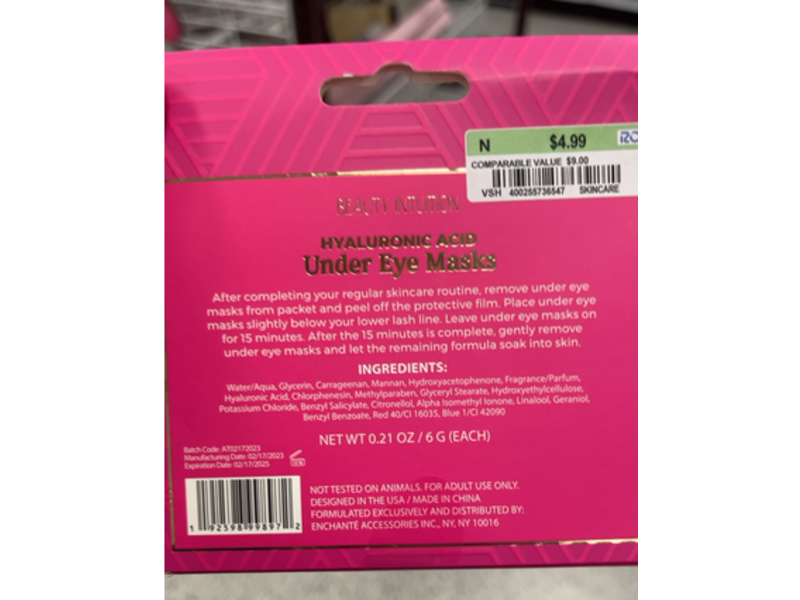 N $4.99
COMPARABLE VALUE $9.00
VSH 400255736547 SKINCARE
BEAUTY INTUITION
HYALURONIC ACID
Under Eye Masks
After completing your regular skincare routine, remove under eye
masks from packet and peel off the protective film. Place under eye
masks slightly below your lower lash line. Leave under eye masks on
for 15 minutes. After the 15 minutes is complete, gently remove
under eye masks and let the remaining formula soak into skin.
INGREDIENTS:
Water/Aqua, Glycerin, Carrageenan, Mannan, Hydroxyacetophenone, Fragrance/Parfum,
Hyaluronic Acid, Chlorphenesin, Methylparaben, Glyceryl Stearate, Hydroxyethylcellulose,
Potassium Chloride, Benzyl Salicylate, Citronellol, Alpha Isomethyl Ionone, Linalool, Geraniol,
Benzyl Benzoate, Red 40/CI 16035, Blue 1/CI 42090
NET WT 0.21 OZ / 6 G (EACH)
Batch Code: AT02172023
Manufacturing Date: 02/17/2023
Expiration Date: 02/17/2025
NOT TESTED ON ANIMALS. FOR ADULT USE ONLY.
DESIGNED IN THE USA / MADE IN CHINA
FORMULATED EXCLUSIVELY AND DISTRIBUTED BY:
ENCHANTÉ ACCESSORIES INC., NY, NY 10016
1 92598 99897 2